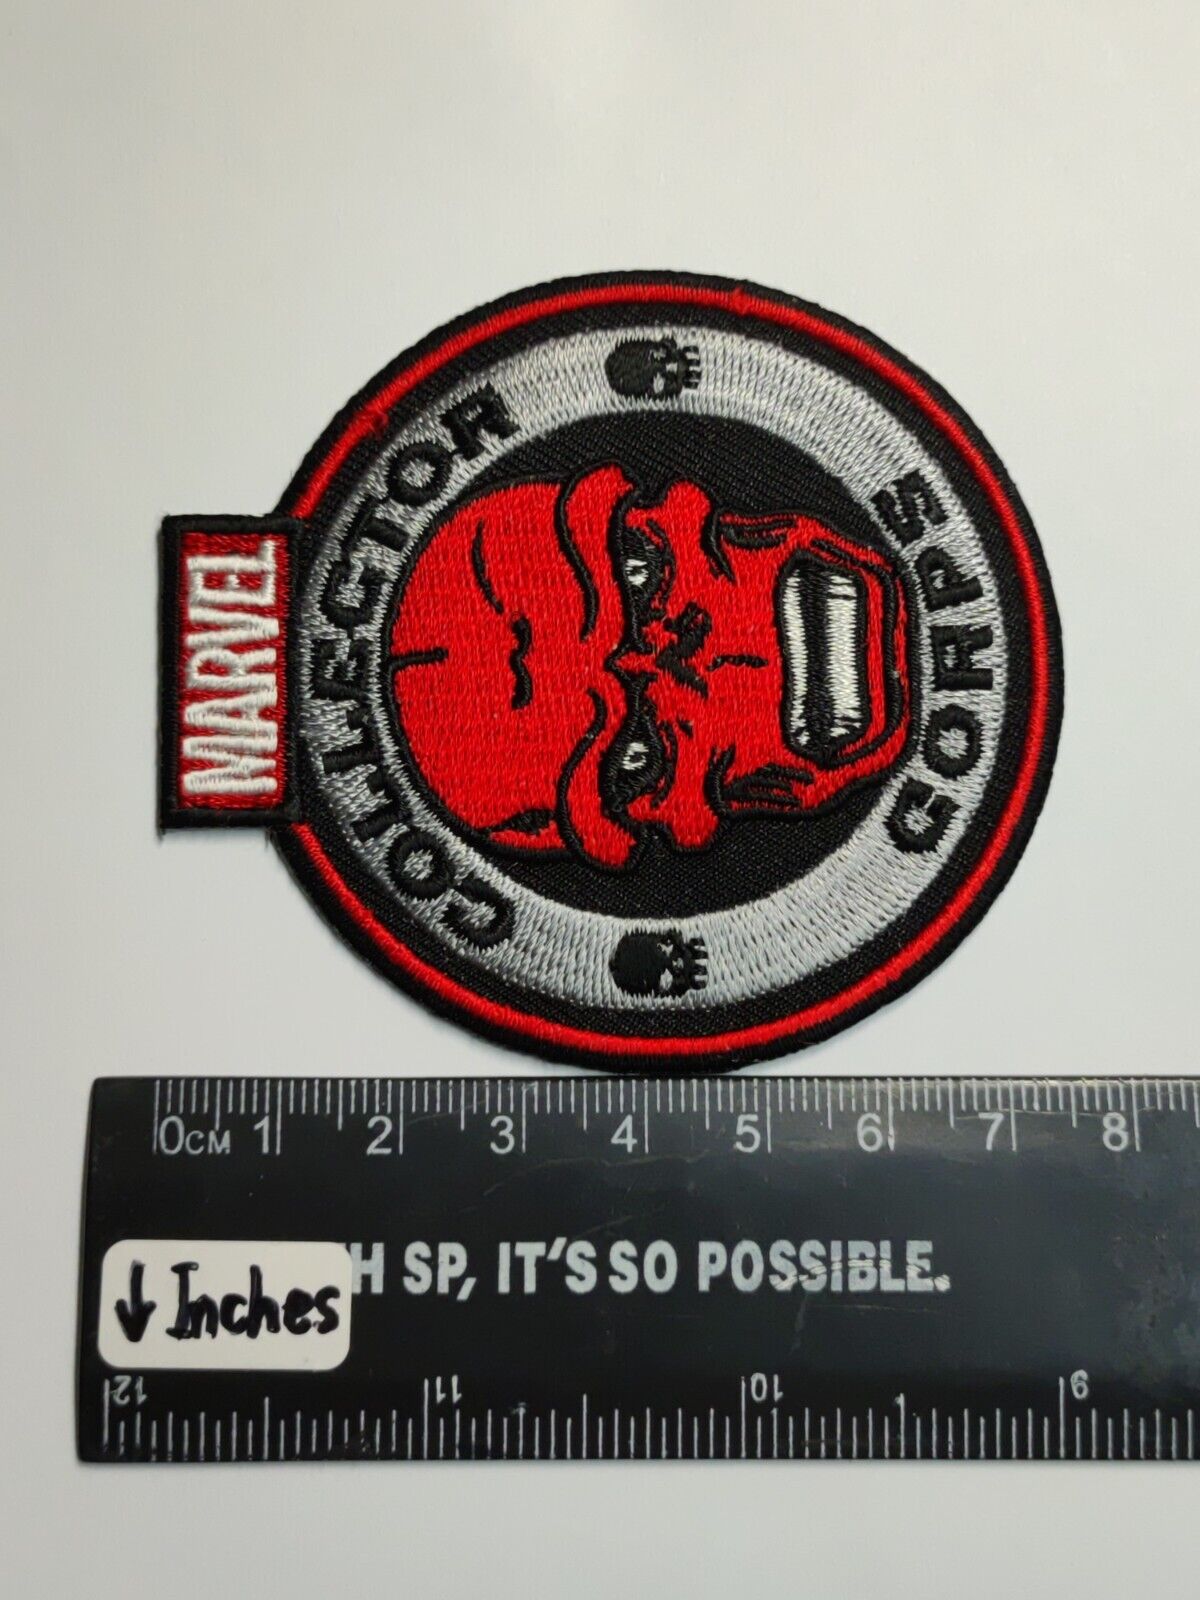 MARVEL
COLLECTOR
CORPS
0CM 1 2 3 4 5 6 7 8
H SP, IT'S SO POSSIBLE.
↓ Inches
12 11 10 9